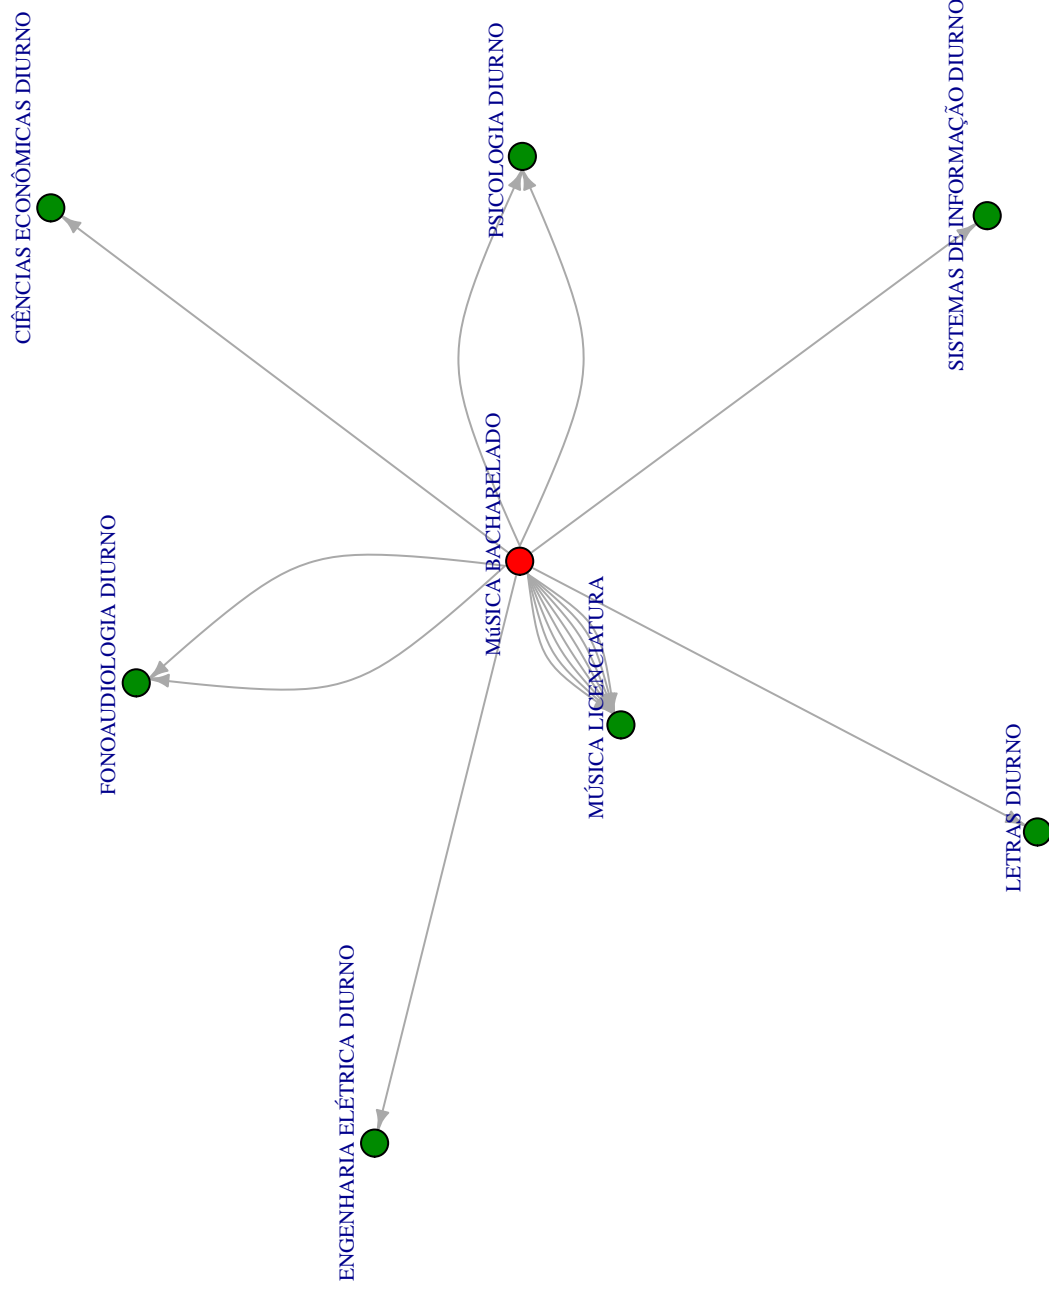 CIÊNCIAS ECONÔMICAS DIURNO
PSICOLOGIA DIURNO
SISTEMAS DE INFORMAÇÃO DIURNO
MúSICA BACHARELADO
FONOAUDIOLOGIA DIURNO
MÚSICA LICENCIATURA
LETRAS DIURNO
ENGENHARIA ELÉTRICA DIURNO